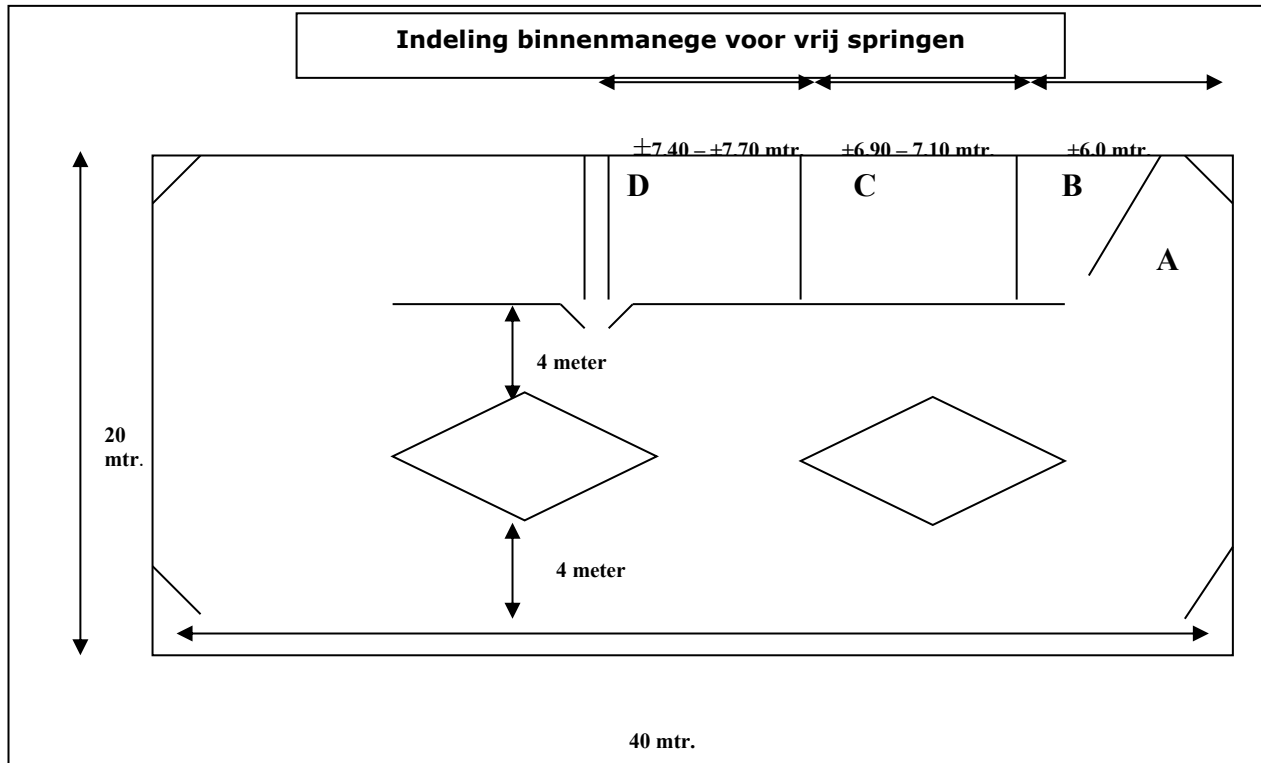 Indeling binnenmanege voor vrij springen
±7.40 – ±7.70 mtr. ±6.90 – 7.10 mtr. ±6.0 mtr.
D C B
A
4 meter
20
mtr.
4 meter
40 mtr.